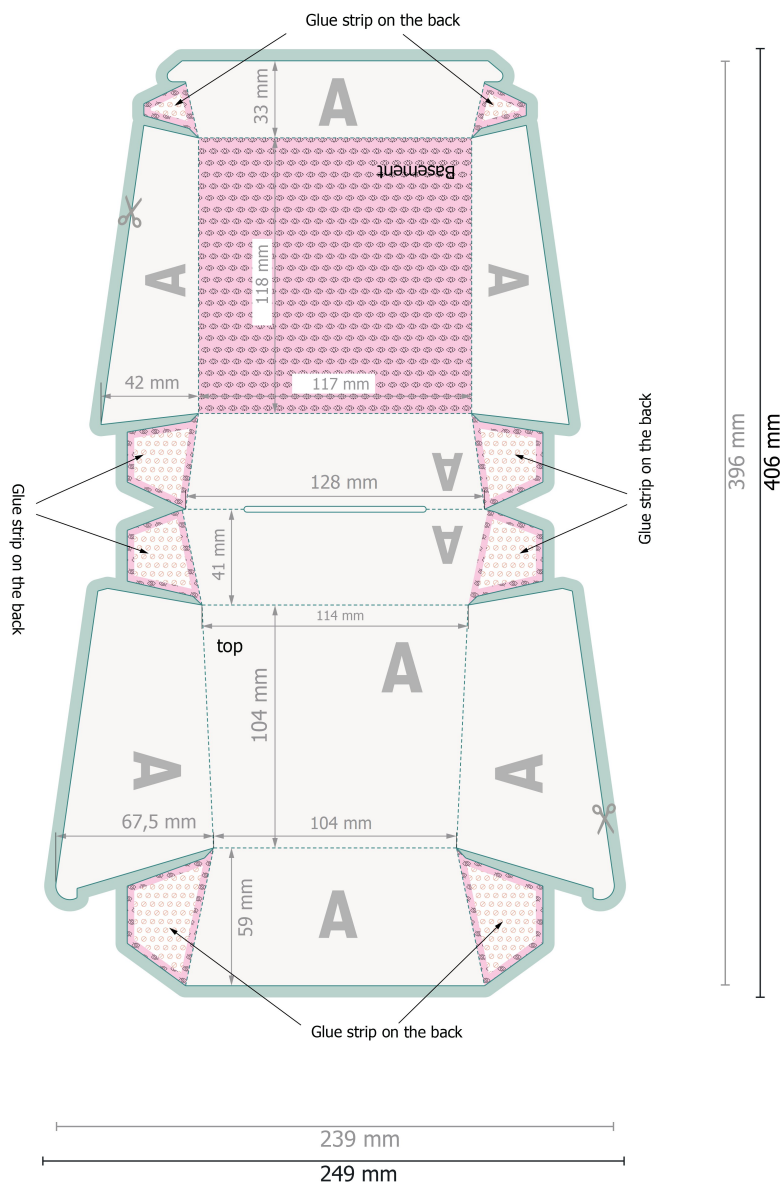 Glue strip on the back
A
33 mm
Basement
A
A
118 mm
42 mm
117 mm
Glue strip on the back
396 mm
406 mm
A
128 mm
Glue strip on the back
A
41 mm
114 mm
top
A
104 mm
A
A
67,5 mm
104 mm
59 mm
A
Glue strip on the back
239 mm
249 mm